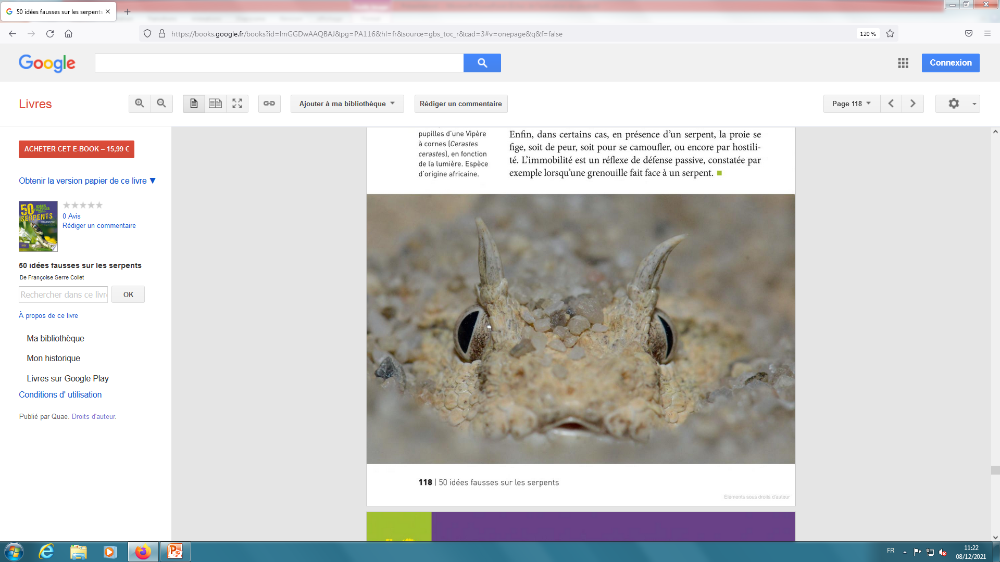 50 idées fausses sur les serpents
https://books.google.fr/books?id=lmGGDwAAQBAJ&pg=PA116&hl=fr&source=gbs_toc_r&cad=3#v=onepage&q&f=false
120 %
Google
Connexion
Livres
Ajouter à ma bibliothèque
Rédiger un commentaire
Page 118
ACHETER CET E-BOOK – 15,99 €
Obtenir la version papier de ce livre ▼
50 IDÉES
FAUSSES
SUR LES
SERPENTS
0 Avis
Rédiger un commentaire
50 idées fausses sur les serpents
De Françoise Serre Collet
Rechercher dans ce livre
OK
À propos de ce livre
Ma bibliothèque
Mon historique
Livres sur Google Play
Conditions d' utilisation
Publié par Quae. Droits d'auteur.
pupilles d'une Vipère
à cornes (Cerastes
cerastes), en fonction
de la lumière. Espèce
d'origine africaine.
Enfin, dans certains cas, en présence d'un serpent, la proie se
fige, soit de peur, soit pour se camoufler, ou encore par hostili-
té. L'immobilité est un réflexe de défense passive, constatée par
exemple lorsqu'une grenouille fait face à un serpent.
118 | 50 idées fausses sur les serpents
Éléments sous droits d'auteur
FR
11:22
08/12/2021